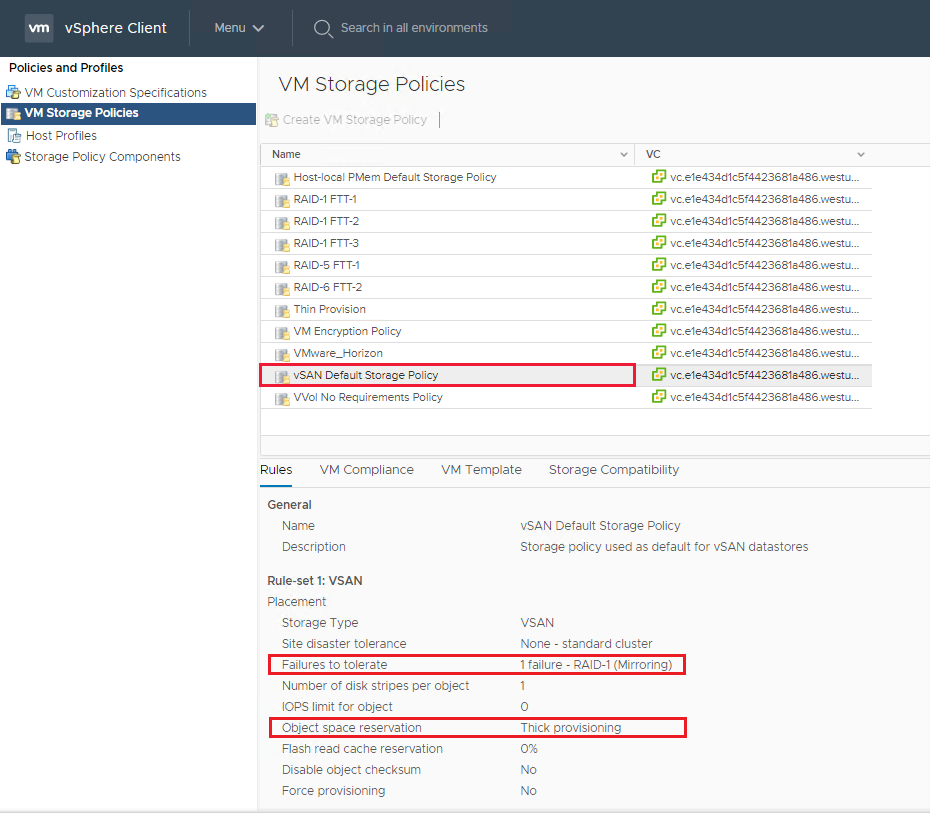 vm vSphere Client Menu Search in all environments
Policies and Profiles
VM Customization Specifications
VM Storage Policies
Host Profiles
Storage Policy Components
VM Storage Policies
Create VM Storage Policy
Name VC
Host-local PMem Default Storage Policy vc.e1e434d1c5f4423681a486.westu...
RAID-1 FTT-1 vc.e1e434d1c5f4423681a486.westu...
RAID-1 FTT-2 vc.e1e434d1c5f4423681a486.westu...
RAID-1 FTT-3 vc.e1e434d1c5f4423681a486.westu...
RAID-5 FTT-1 vc.e1e434d1c5f4423681a486.westu...
RAID-6 FTT-2 vc.e1e434d1c5f4423681a486.westu...
Thin Provision vc.e1e434d1c5f4423681a486.westu...
VM Encryption Policy vc.e1e434d1c5f4423681a486.westu...
VMware_Horizon vc.e1e434d1c5f4423681a486.westu...
vSAN Default Storage Policy vc.e1e434d1c5f4423681a486.westu...
VVol No Requirements Policy vc.e1e434d1c5f4423681a486.westu...
Rules VM Compliance VM Template Storage Compatibility
General
Name vSAN Default Storage Policy
Description Storage policy used as default for vSAN datastores
Rule-set 1: VSAN
Placement
Storage Type VSAN
Site disaster tolerance None - standard cluster
Failures to tolerate 1 failure - RAID-1 (Mirroring)
Number of disk stripes per object 1
IOPS limit for object 0
Object space reservation Thick provisioning
Flash read cache reservation 0%
Disable object checksum No
Force provisioning No